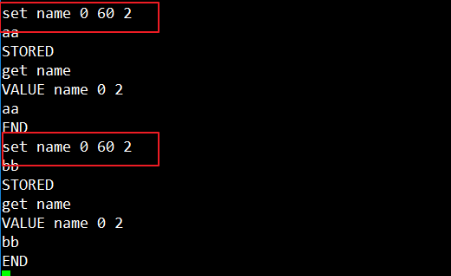 set name 0 60 2
aa
STORED
get name
VALUE name 0 2
aa
END
set name 0 60 2
bb
STORED
get name
VALUE name 0 2
bb
END